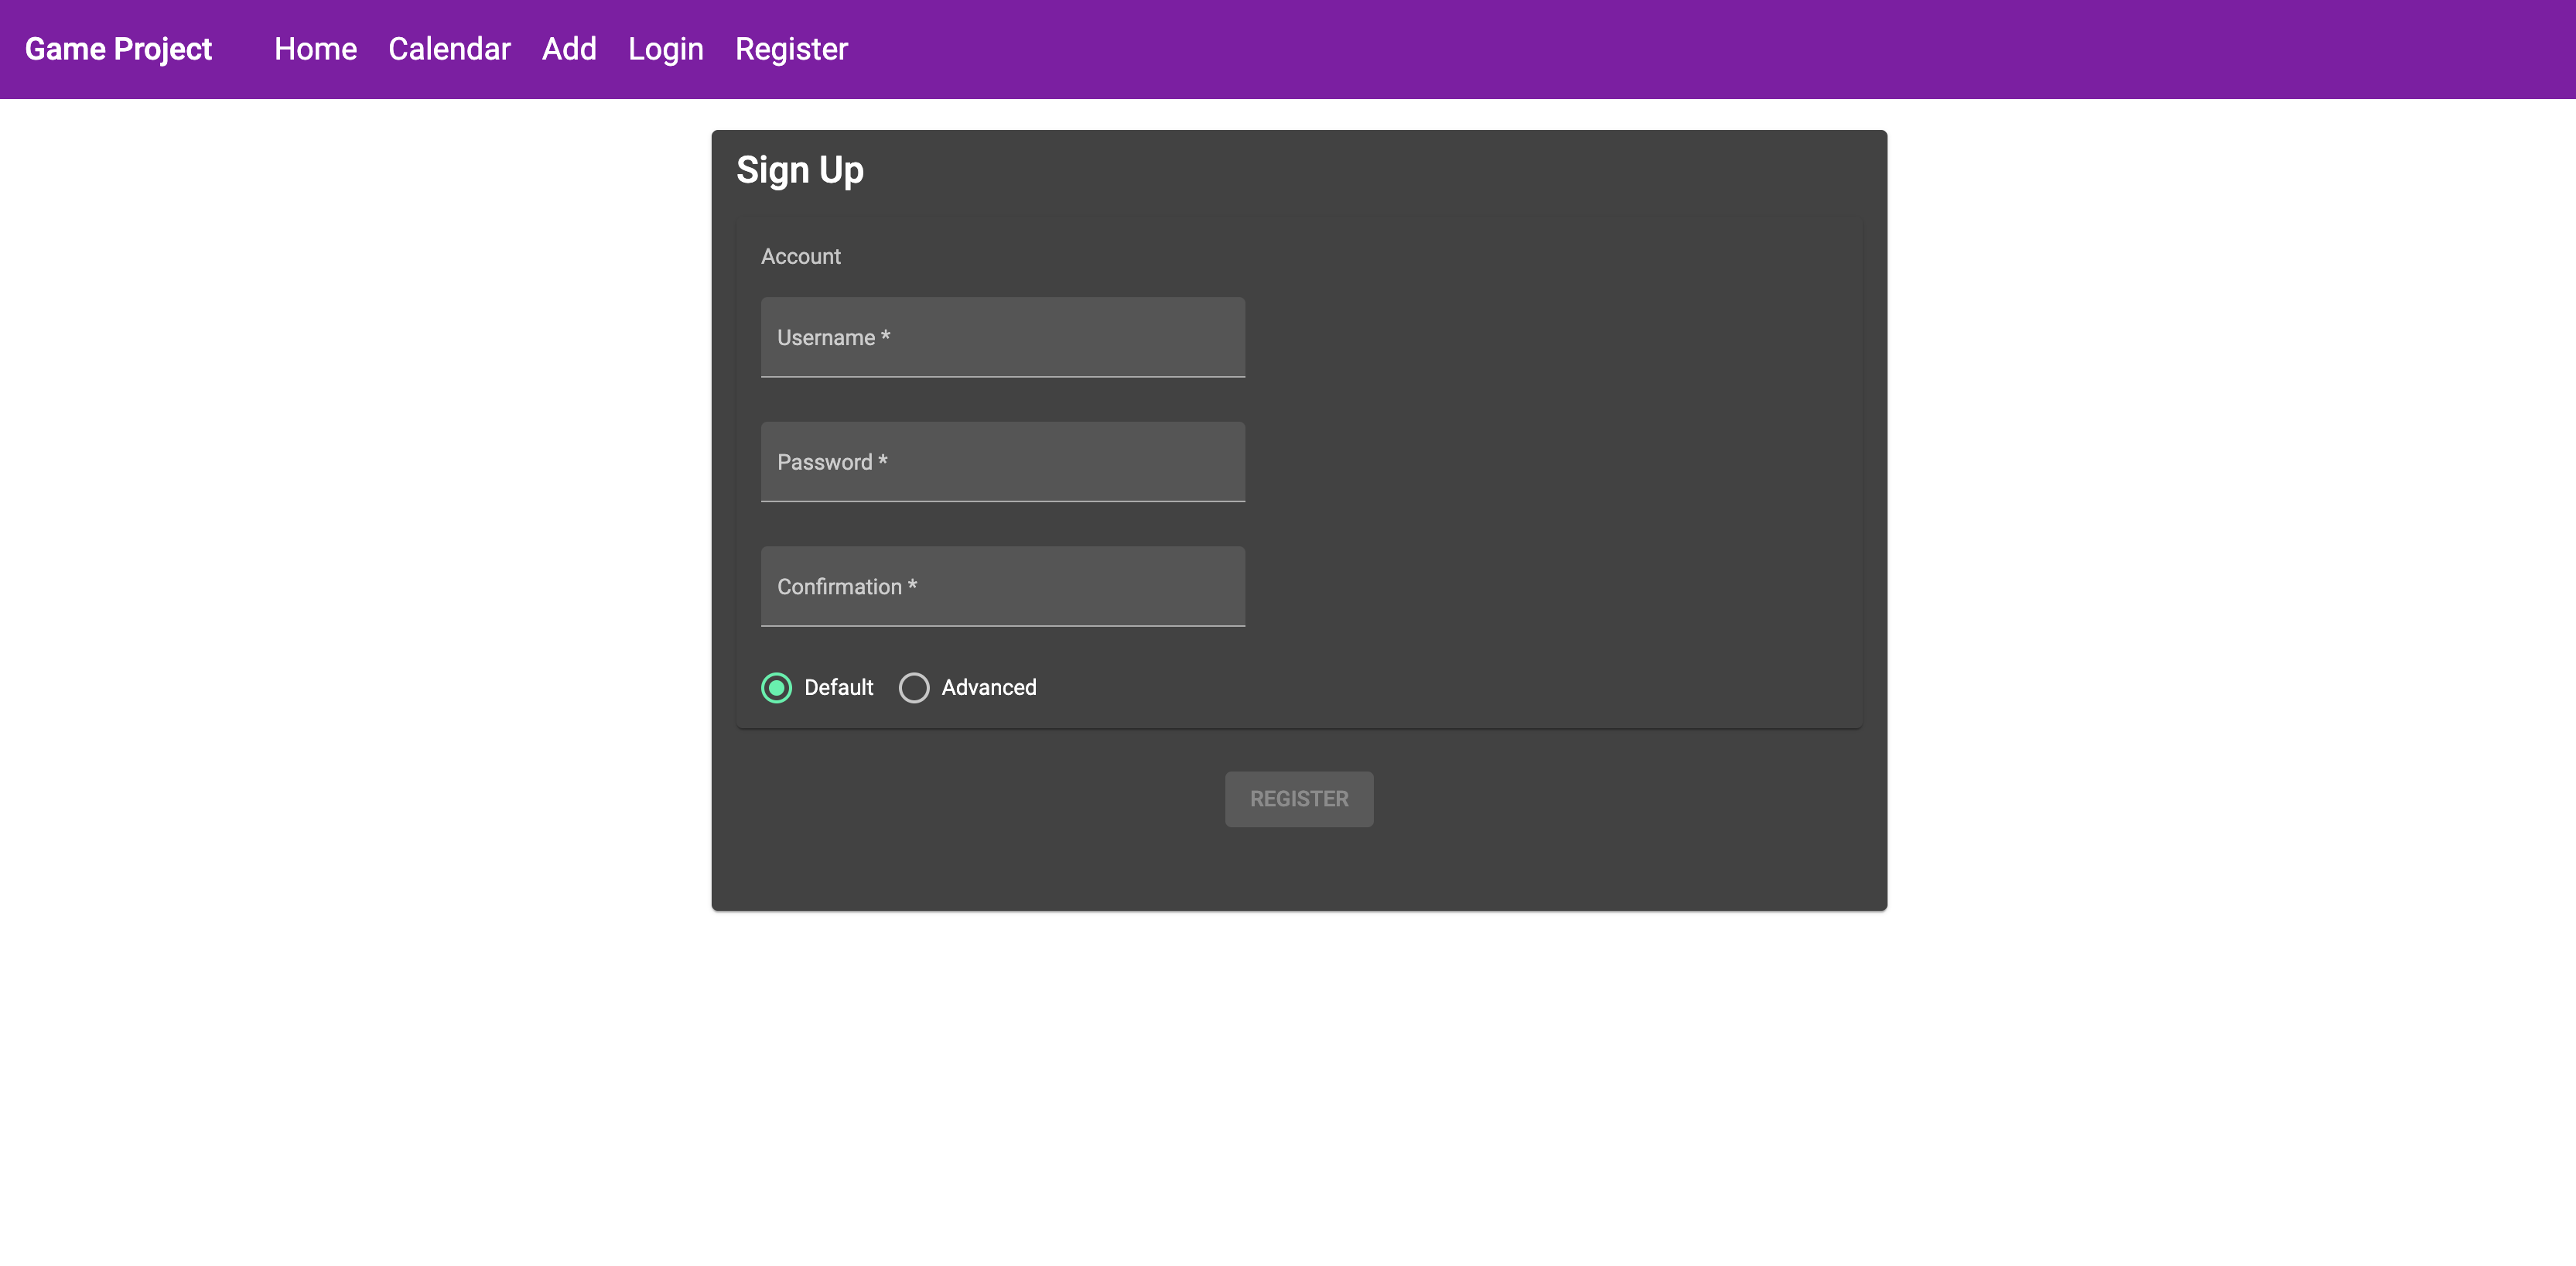 Game Project Home Calendar Add Login Register
Sign Up
Account
Username *
Password *
Confirmation *
Default Advanced
REGISTER